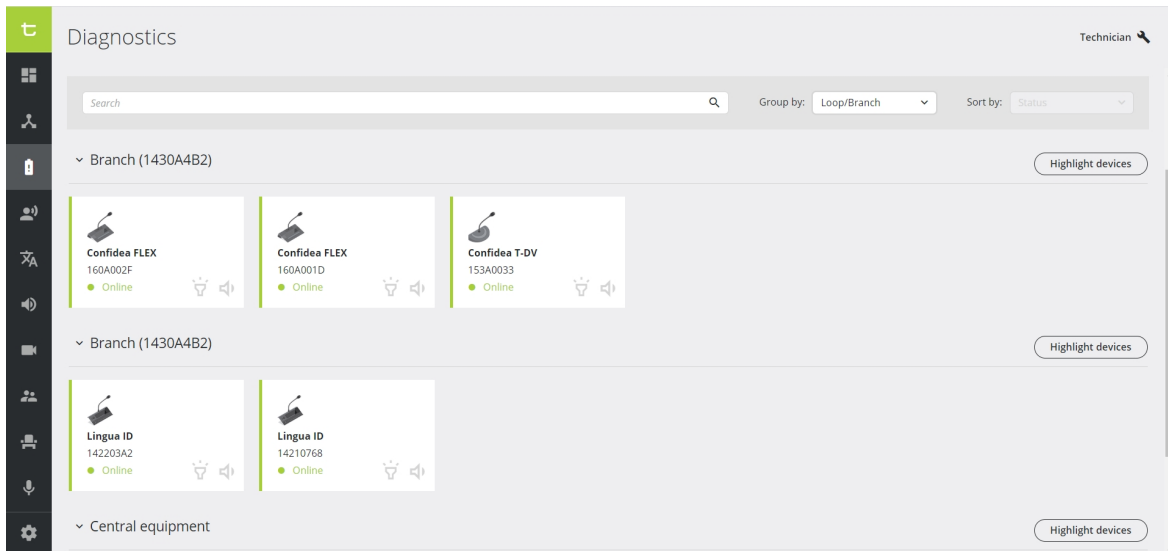 Diagnostics
Technician
Search
Group by: Loop/Branch Sort by: Status
Branch (1430A4B2)
Highlight devices
Confidea FLEX
160A002F
Online
Confidea FLEX
160A001D
Online
Confidea T-DV
153A0033
Online
Branch (1430A4B2)
Highlight devices
Lingua ID
142203A2
Online
Lingua ID
14210768
Online
Central equipment
Highlight devices